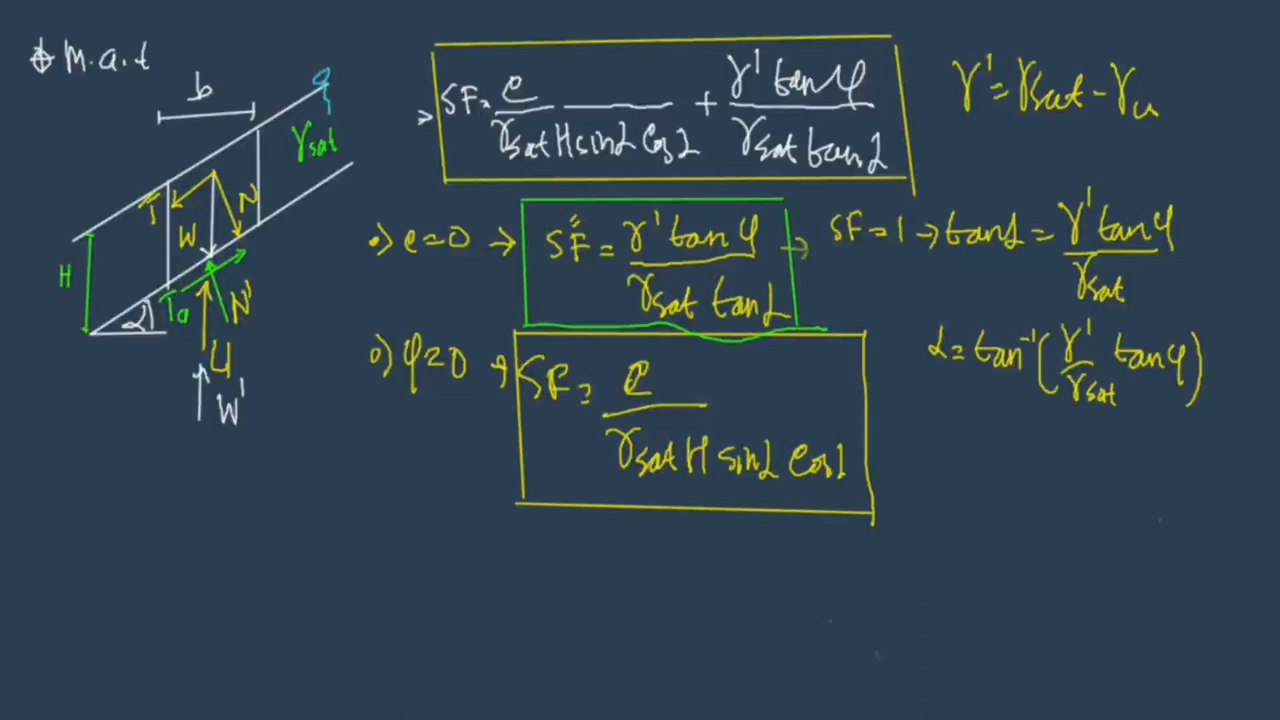 m.a.t
b
γsat
T
N
W
H
α
Ta
N'
U
W'
SF = c / (γsat H sinα cosα) + γ' tanφ / (γsat tanα)
γ' = γsat - γu
•) c=0 → SF = γ' tanφ / (γsat tanα) → SF=1 → tanα = γ' tanφ / γsat
α = tan⁻¹(γ'/γsat tanφ)
•) φ=0 → SF = c / (γsat H sinα cosα)